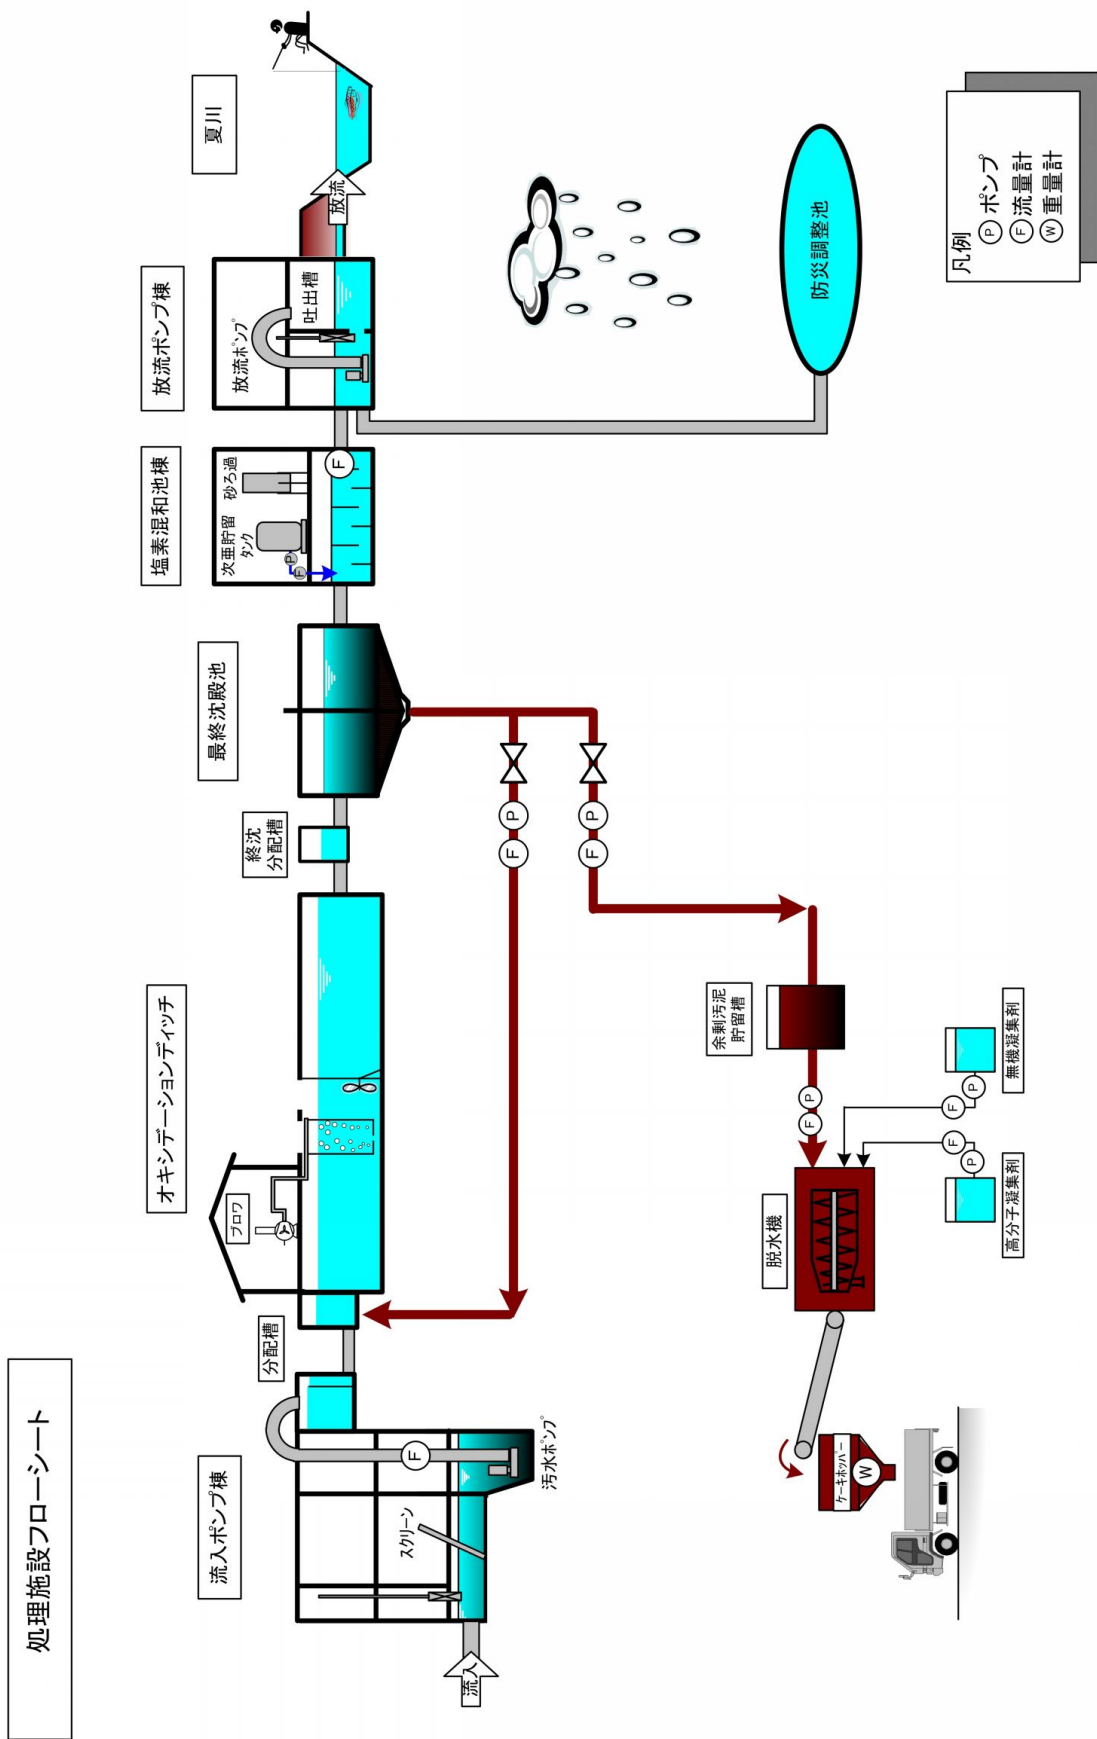 処理施設フローシート
流入ポンプ棟
分配槽
オキシデーションディッチ
終沈
分配槽
最終沈殿池
塩素混和池棟
放流ポンプ棟
夏川
流入
スクリーン
F
汚水ポンプ
ブロワ
次亜貯留
タンク
砂ろ過
P
F
F
放流ポンプ
吐出槽
放流
F
P
F
P
防災調整池
余剰汚泥
貯留槽
F
P
脱水機
ケーキホッパー
W
P
F
高分子凝集剤
F
P
無機凝集剤
凡例
P ポンプ
F 流量計
W 重量計